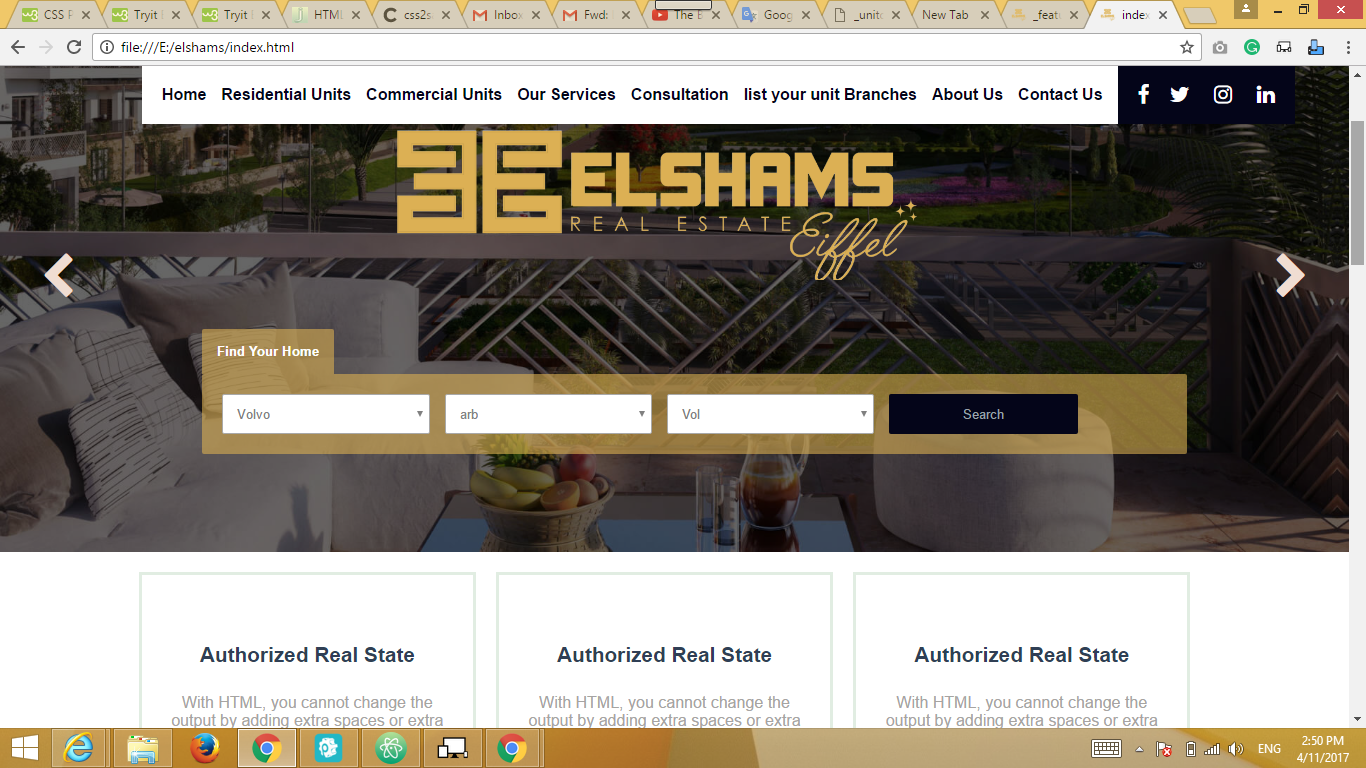 CSS F
Tryit E
Tryit E
HTML
css2s
Inbox
Fwd:
The B
Goog
_unitc
New Tab
_featu
index
file:///E:/elshams/index.html
Home Residential Units Commercial Units Our Services Consultation list your unit Branches About Us Contact Us
ELSHAMS
REAL ESTATE
Eiffel
Find Your Home
Volvo arb Vol Search
Authorized Real State
With HTML, you cannot change the
output by adding extra spaces or extra
Authorized Real State
With HTML, you cannot change the
output by adding extra spaces or extra
Authorized Real State
With HTML, you cannot change the
output by adding extra spaces or extra
ENG
2:50 PM
4/11/2017